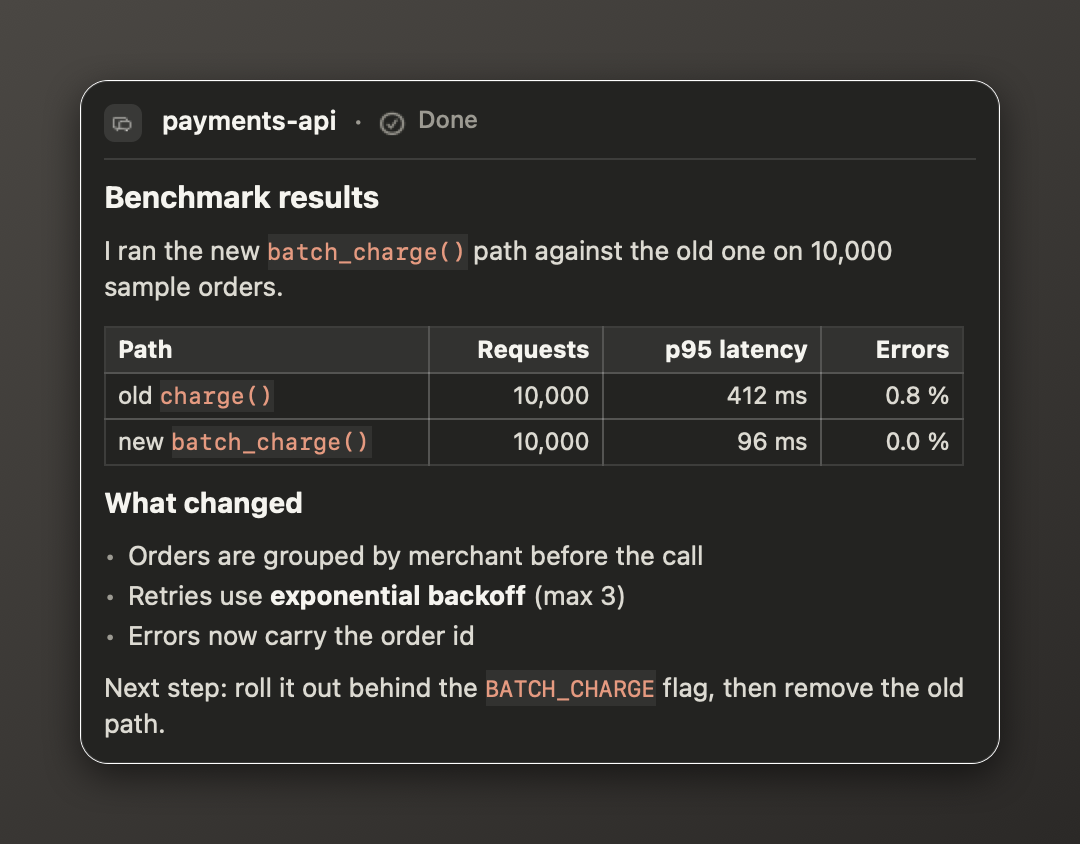 payments-api · Done
Benchmark results
I ran the new batch_charge() path against the old one on 10,000
sample orders.
Path Requests p95 latency Errors
old charge() 10,000 412 ms 0.8 %
new batch_charge() 10,000 96 ms 0.0 %
What changed
• Orders are grouped by merchant before the call
• Retries use exponential backoff (max 3)
• Errors now carry the order id
Next step: roll it out behind the BATCH_CHARGE flag, then remove the old
path.